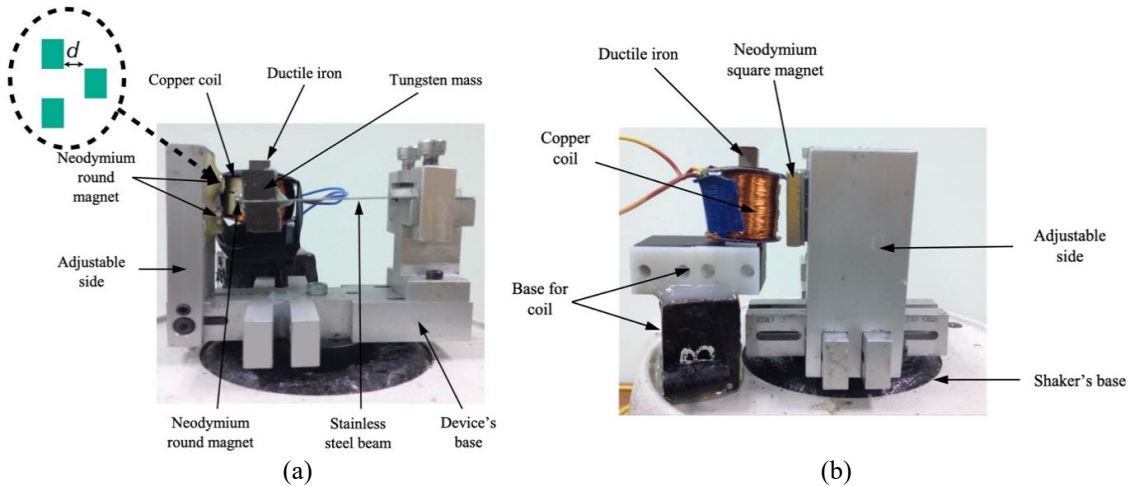 d
Copper coil
Ductile iron
Tungsten mass
Neodymium
round magnet
Adjustable
side
Neodymium
round magnet
Stainless
steel beam
Device's
base
(a)
Ductile iron
Neodymium
square magnet
Copper
coil
Adjustable
side
Base for
coil
Shaker's base
(b)